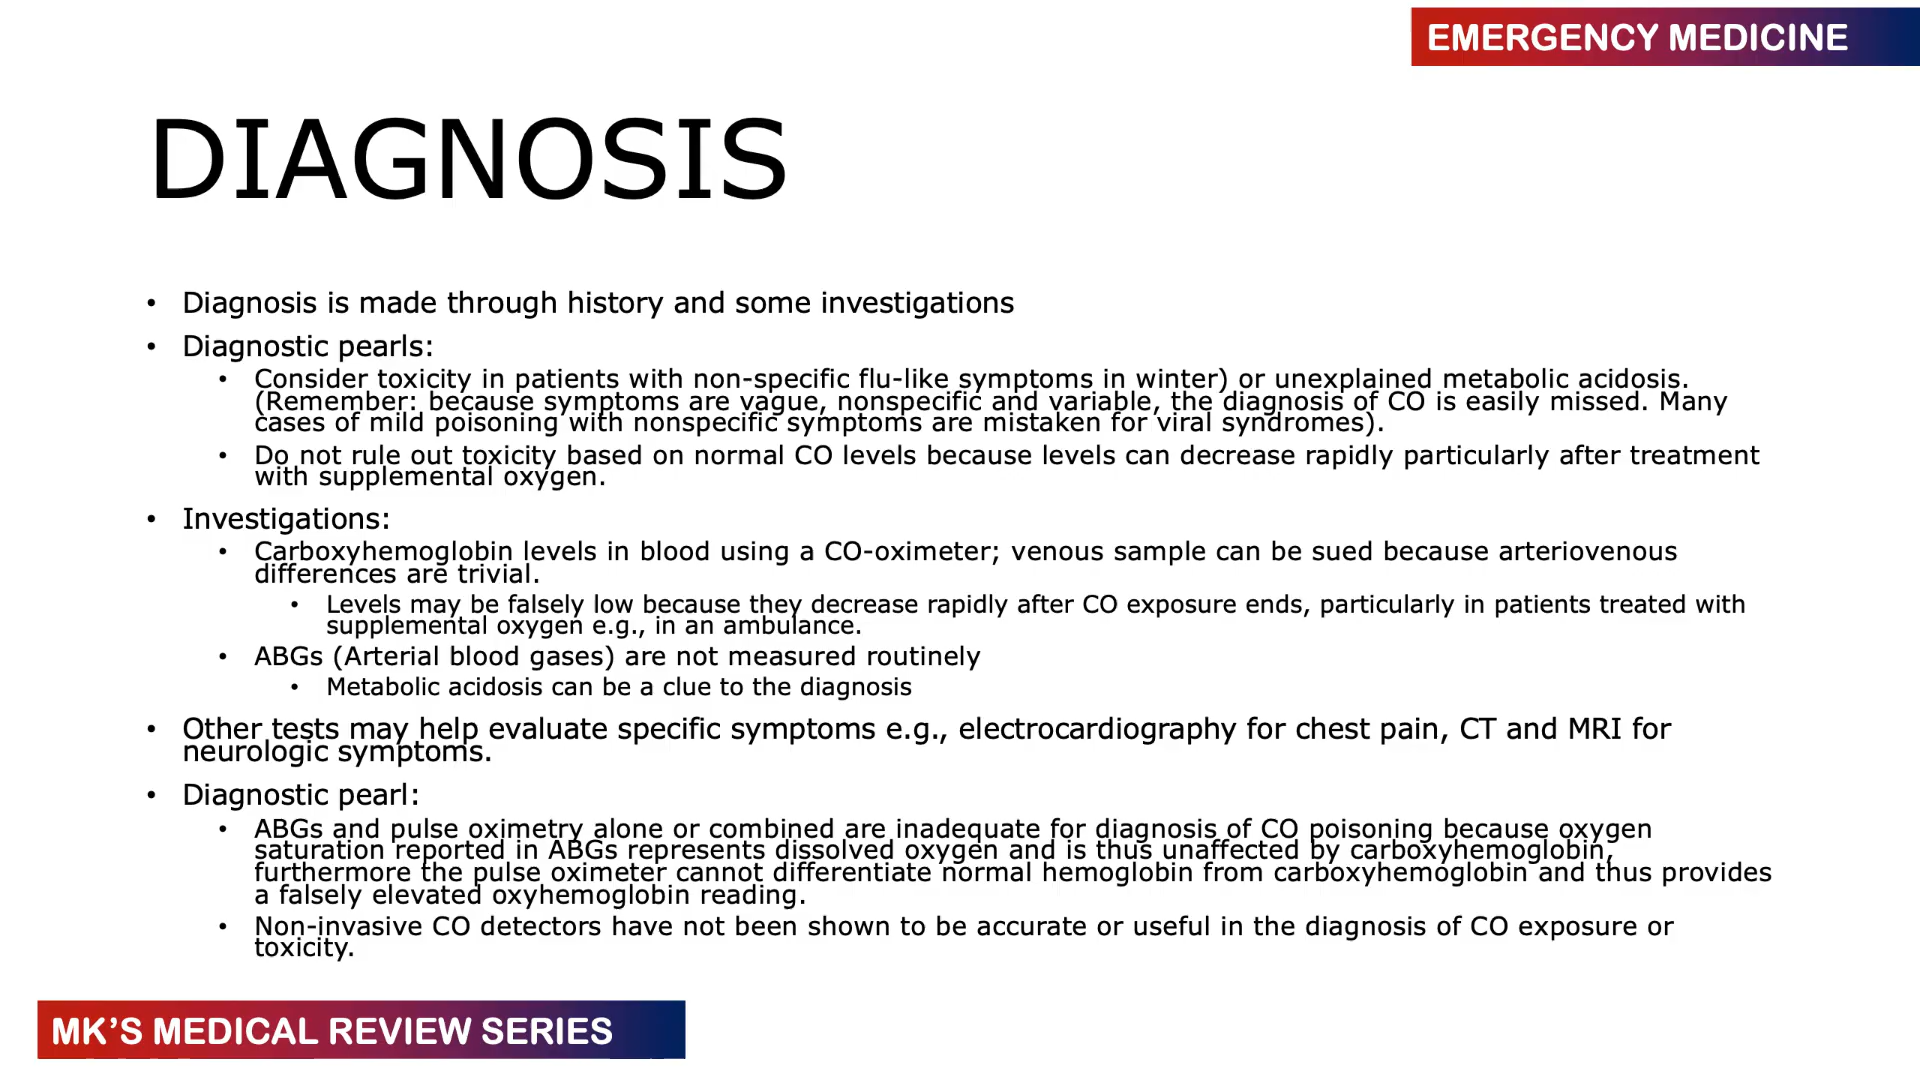 EMERGENCY MEDICINE
DIAGNOSIS
• Diagnosis is made through history and some investigations
• Diagnostic pearls:
• Consider toxicity in patients with non-specific flu-like symptoms in winter) or unexplained metabolic acidosis.
(Remember: because symptoms are vague, nonspecific and variable, the diagnosis of CO is easily missed. Many
cases of mild poisoning with nonspecific symptoms are mistaken for viral syndromes).
• Do not rule out toxicity based on normal CO levels because levels can decrease rapidly particularly after treatment
with supplemental oxygen.
• Investigations:
• Carboxyhemoglobin levels in blood using a CO-oximeter; venous sample can be sued because arteriovenous
differences are trivial.
• Levels may be falsely low because they decrease rapidly after CO exposure ends, particularly in patients treated with
supplemental oxygen e.g., in an ambulance.
• ABGs (Arterial blood gases) are not measured routinely
• Metabolic acidosis can be a clue to the diagnosis
• Other tests may help evaluate specific symptoms e.g., electrocardiography for chest pain, CT and MRI for
neurologic symptoms.
• Diagnostic pearl:
• ABGs and pulse oximetry alone or combined are inadequate for diagnosis of CO poisoning because oxygen
saturation reported in ABGs represents dissolved oxygen and is thus unaffected by carboxyhemoglobin,
furthermore the pulse oximeter cannot differentiate normal hemoglobin from carboxyhemoglobin and thus provides
a falsely elevated oxyhemoglobin reading.
• Non-invasive CO detectors have not been shown to be accurate or useful in the diagnosis of CO exposure or
toxicity.
MK’S MEDICAL REVIEW SERIES